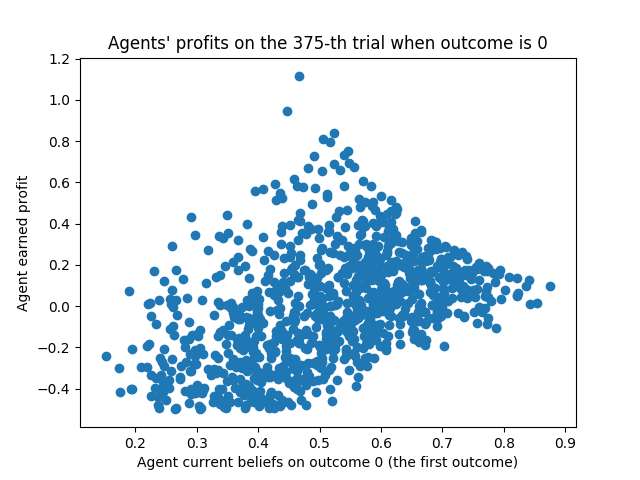 Agents' profits on the 375-th trial when outcome is 0
1.2
1.0
0.8
0.6
0.4
0.2
0.0
−0.2
−0.4
Agent earned profit
0.2 0.3 0.4 0.5 0.6 0.7 0.8 0.9
Agent current beliefs on outcome 0 (the first outcome)